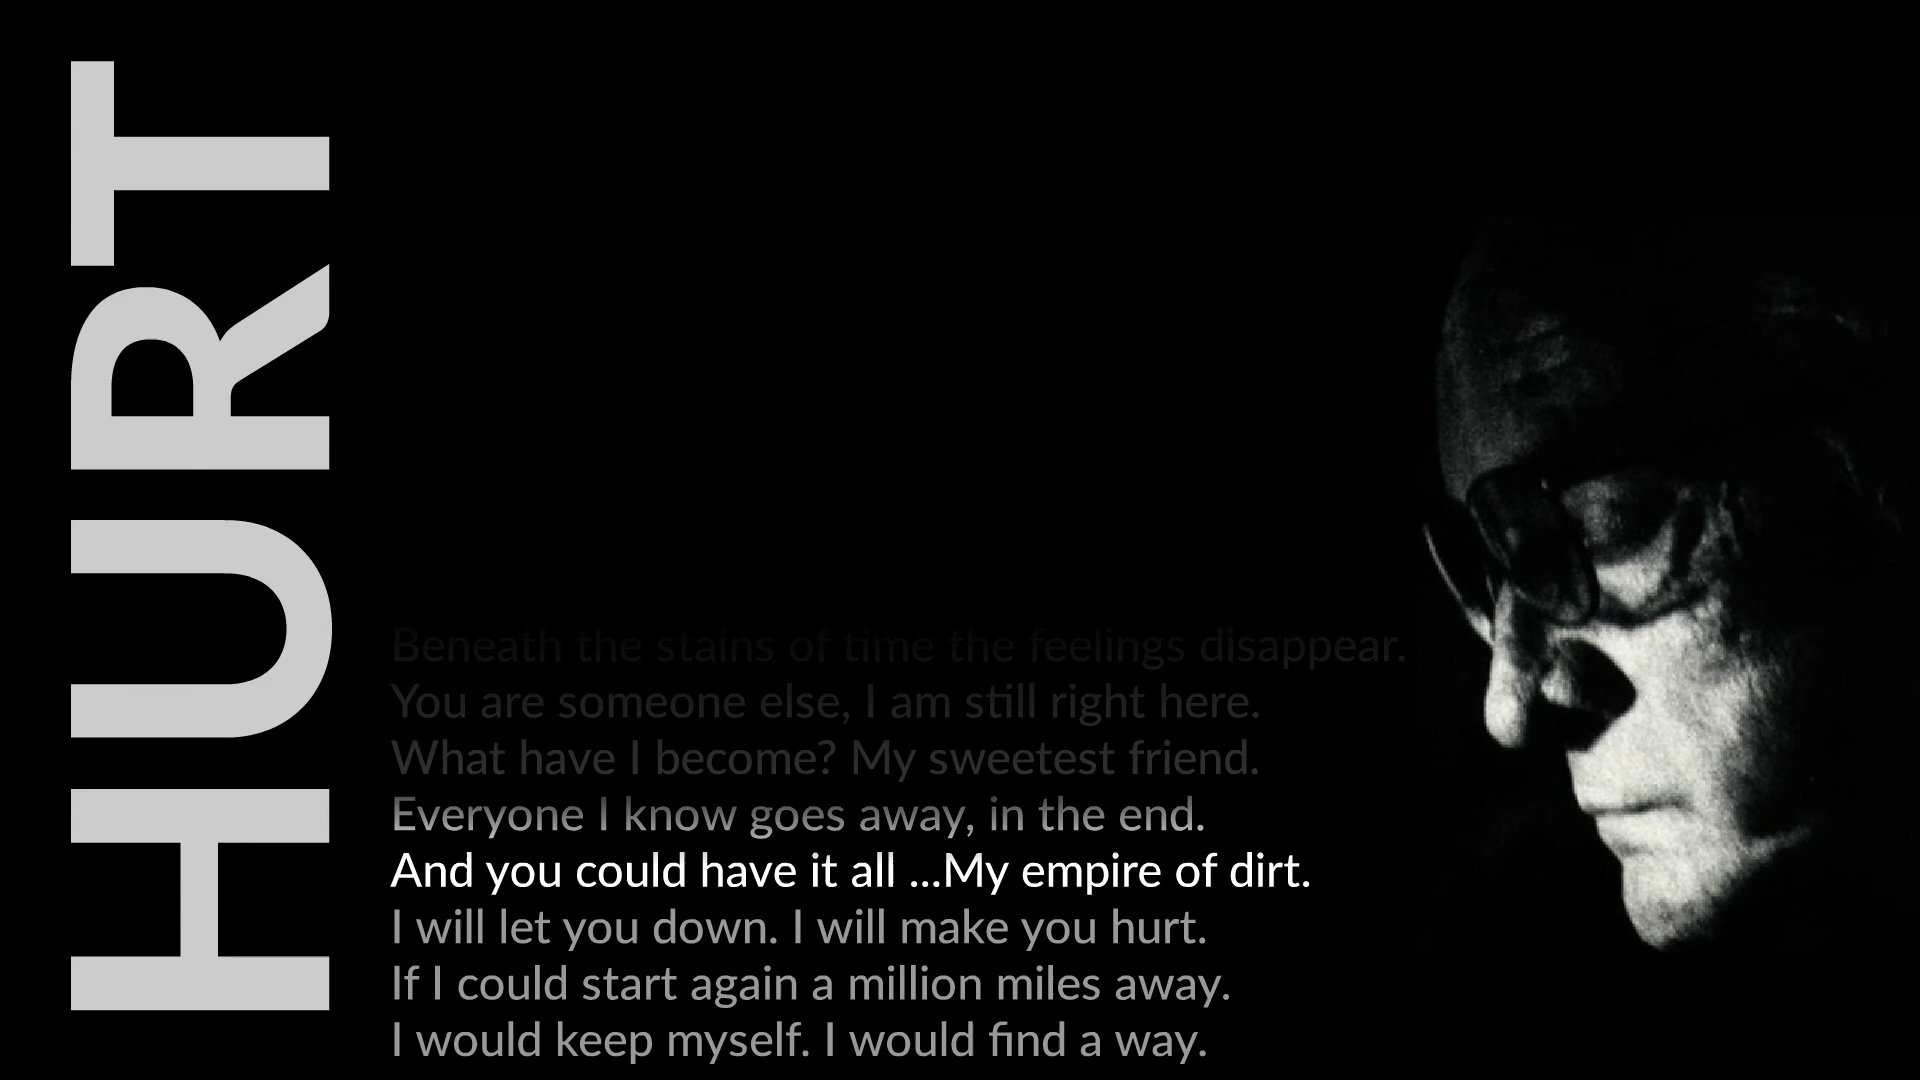 HURT
Beneath the stains of time the feelings disappear.
You are someone else, I am still right here.
What have I become? My sweetest friend.
Everyone I know goes away, in the end.
And you could have it all ...My empire of dirt.
I will let you down. I will make you hurt.
If I could start again a million miles away.
I would keep myself. I would find a way.